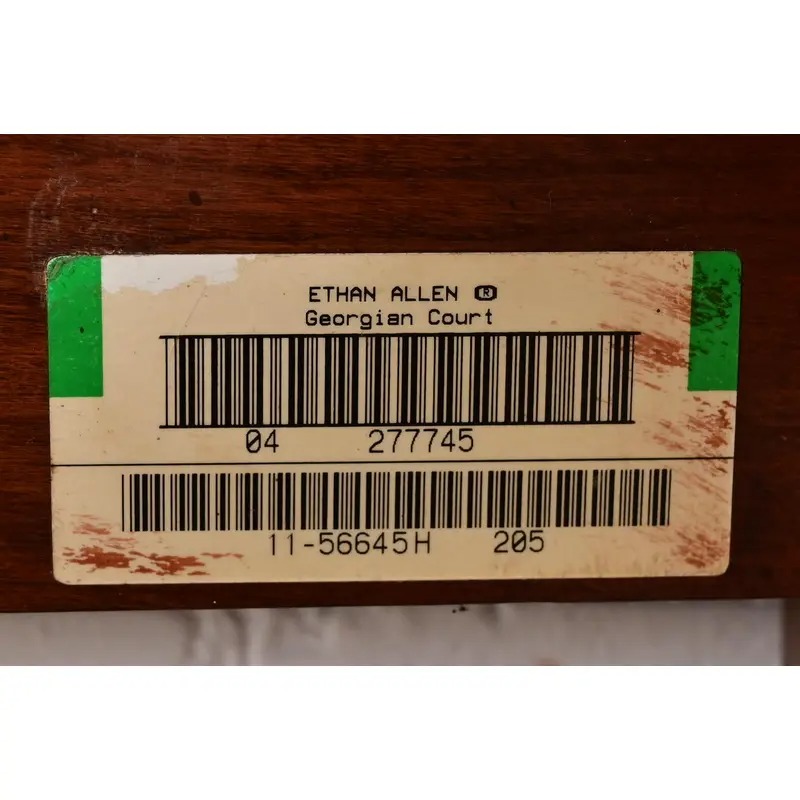 ETHAN ALLEN ®
Georgian Court
04 277745
11-56645H 205